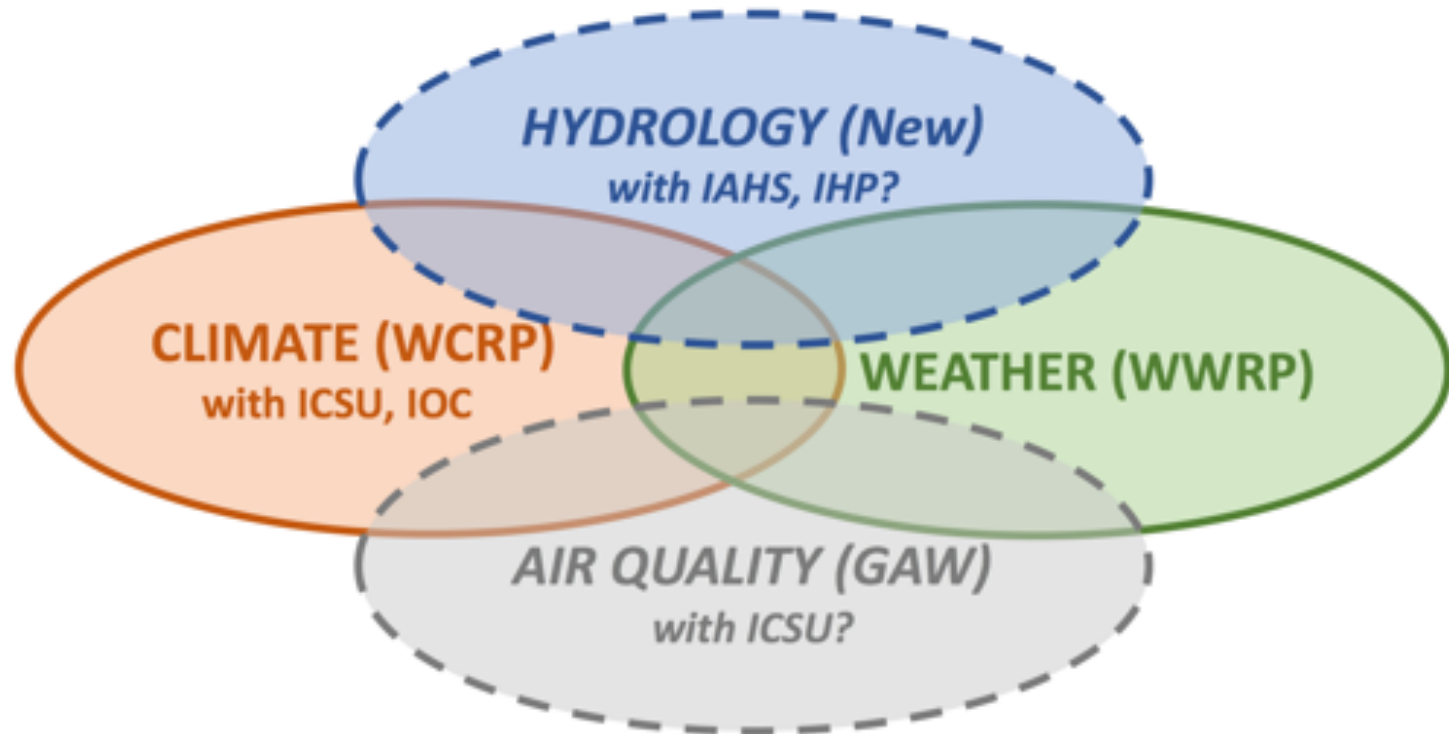 HYDROLOGY (New)
with IAHS, IHP?
CLIMATE (WCRP)
with ICSU, IOC
WEATHER (WWRP)
AIR QUALITY (GAW)
with ICSU?